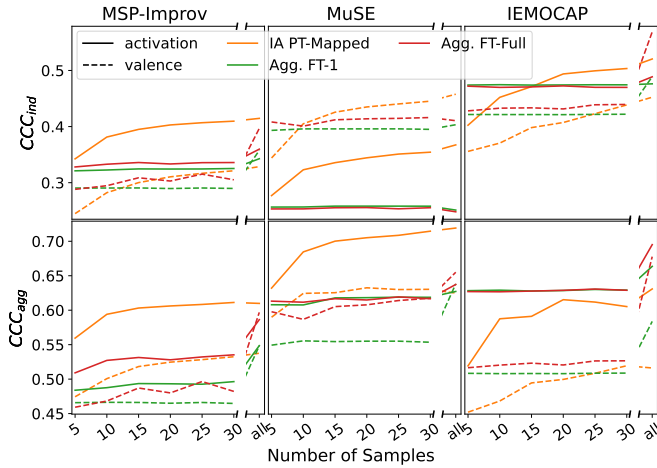 MSP-Improv MuSE IEMOCAP
activation IA PT-Mapped Agg. FT-Full
valence Agg. FT-1
CCC_ind
0.5
0.4
0.3
CCC_agg
0.70
0.65
0.60
0.55
0.50
0.45
5 10 15 20 25 30 all 5 10 15 20 25 30 all 5 10 15 20 25 30 all
Number of Samples